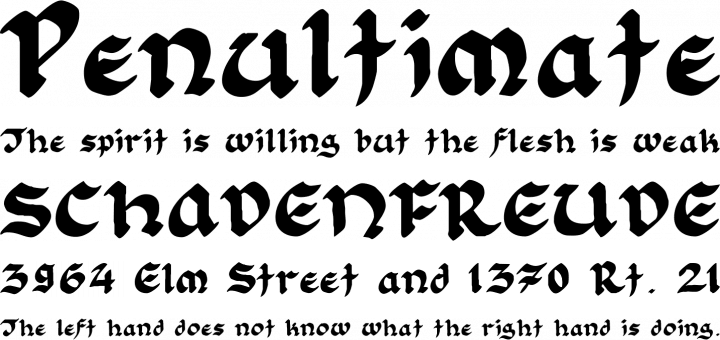 Penultimate
The spirit is willing but the flesh is weak
SCHADENFREUDE
3964 Elm Street and 1370 Rt. 21
The left hand does not know what the right hand is doing.